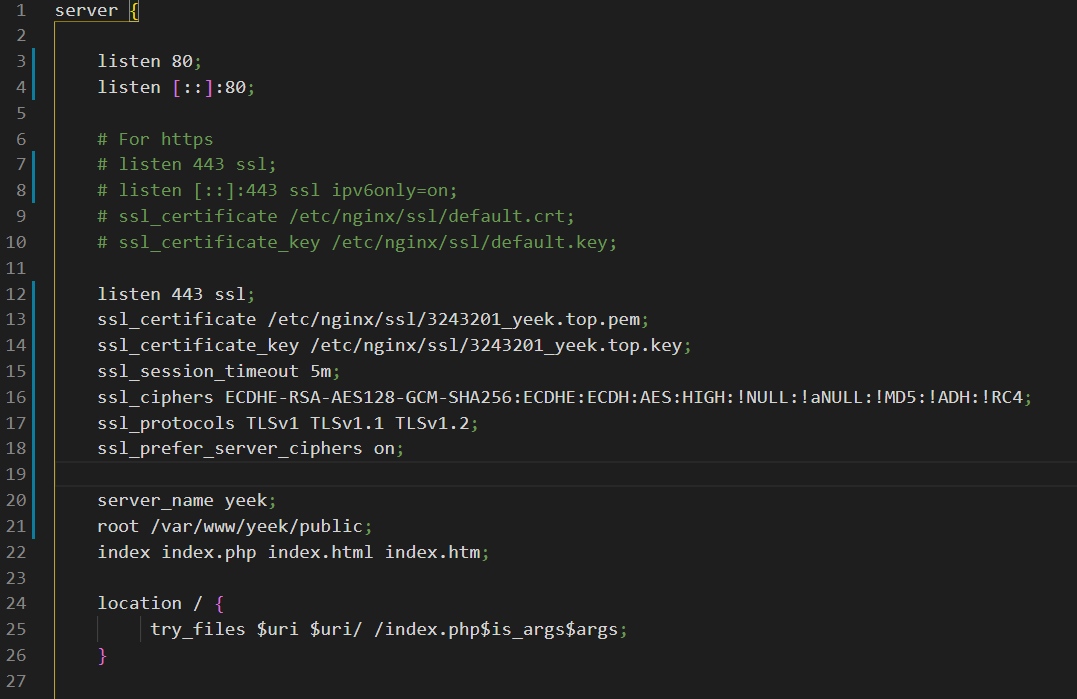 1 server {
2
3 listen 80;
4 listen [::]:80;
5
6 # For https
7 # listen 443 ssl;
8 # listen [::]:443 ssl ipv6only=on;
9 # ssl_certificate /etc/nginx/ssl/default.crt;
10 # ssl_certificate_key /etc/nginx/ssl/default.key;
11
12 listen 443 ssl;
13 ssl_certificate /etc/nginx/ssl/3243201_yeek.top.pem;
14 ssl_certificate_key /etc/nginx/ssl/3243201_yeek.top.key;
15 ssl_session_timeout 5m;
16 ssl_ciphers ECDHE-RSA-AES128-GCM-SHA256:ECDHE:ECDH:AES:HIGH:!NULL:!aNULL:!MD5:!ADH:!RC4;
17 ssl_protocols TLSv1 TLSv1.1 TLSv1.2;
18 ssl_prefer_server_ciphers on;
19
20 server_name yeek;
21 root /var/www/yeek/public;
22 index index.php index.html index.htm;
23
24 location / {
25 try_files $uri $uri/ /index.php$is_args$args;
26 }
27